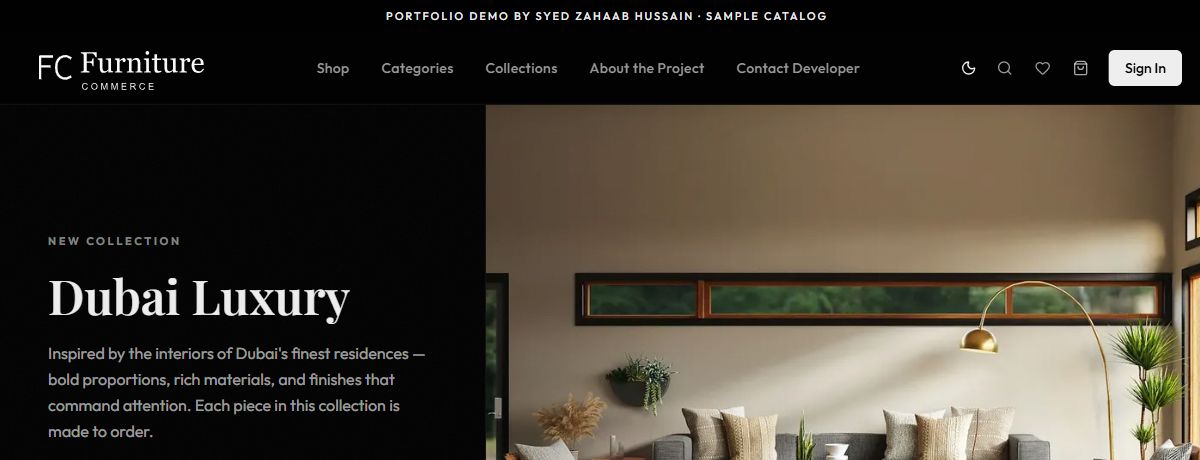 PORTFOLIO DEMO BY SYED ZAHAAB HUSSAIN · SAMPLE CATALOG
FC Furniture
COMMERCE
Shop Categories Collections About the Project Contact Developer Sign In
NEW COLLECTION
Dubai Luxury
Inspired by the interiors of Dubai's finest residences —
bold proportions, rich materials, and finishes that
command attention. Each piece in this collection is
made to order.